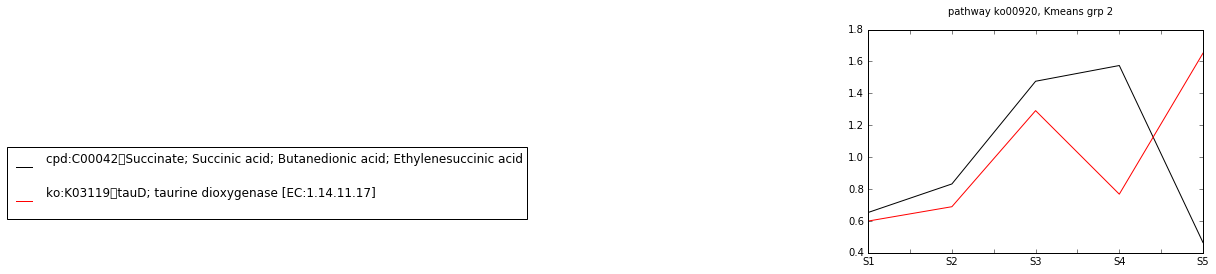 pathway ko00920, Kmeans grp 2
cpd:C00042 Succinate; Succinic acid; Butanedionic acid; Ethylenesuccinic acid
ko:K03119 tauD; taurine dioxygenase [EC:1.14.11.17]
1.8
1.6
1.4
1.2
1.0
0.8
0.6
0.4
S1 S2 S3 S4 S5